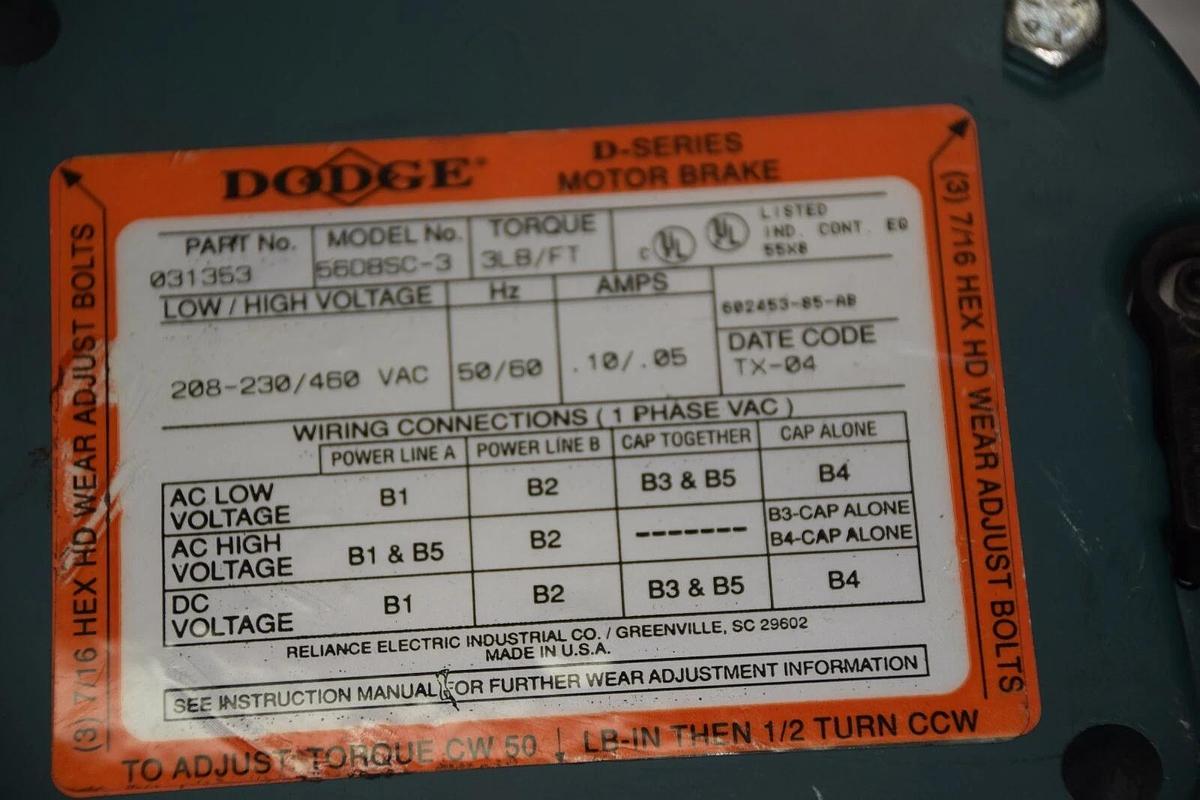 DODGE
D-SERIES
MOTOR BRAKE
PART No.
031353
MODEL No.
56DBSC-3
TORQUE
3LB/FT
c UL
UL
LISTED
IND. CONT. EQ
55X8
LOW / HIGH VOLTAGE
208-230/460 VAC
Hz
50/60
AMPS
.10/.05
602453-85-AB
DATE CODE
TX-04
WIRING CONNECTIONS ( 1 PHASE VAC )
POWER LINE A POWER LINE B CAP TOGETHER CAP ALONE
AC LOW
VOLTAGE
B1 B2 B3 & B5 B4
AC HIGH
VOLTAGE
B1 & B5 B2 -------
B3-CAP ALONE
B4-CAP ALONE
DC
VOLTAGE
B1 B2 B3 & B5 B4
RELIANCE ELECTRIC INDUSTRIAL CO. / GREENVILLE, SC 29602
MADE IN U.S.A.
SEE INSTRUCTION MANUAL FOR FURTHER WEAR ADJUSTMENT INFORMATION
TO ADJUST TORQUE CW 50 LB-IN THEN 1/2 TURN CCW
(3) 7/16 HEX HD WEAR ADJUST BOLTS
(3) 7/16 HEX HD WEAR ADJUST BOLTS